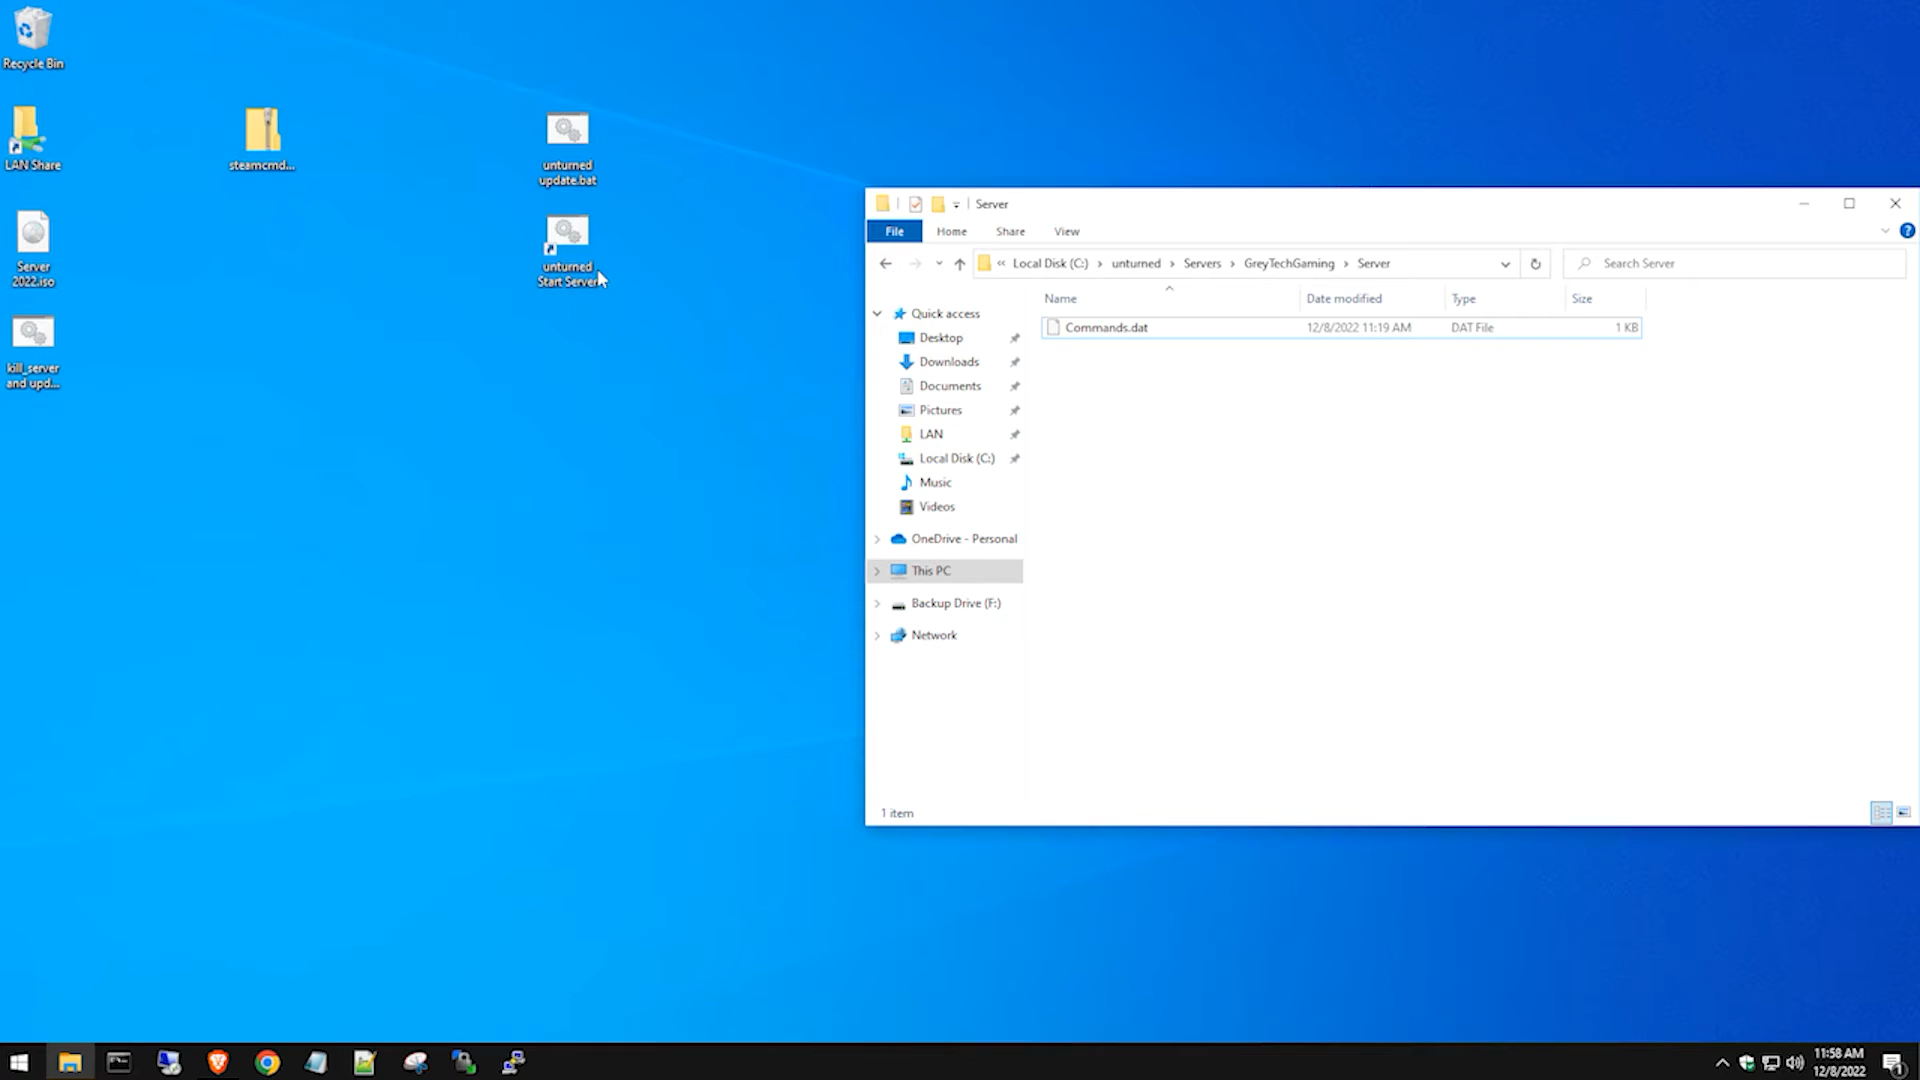 Recycle Bin
LAN Share
steamcmd...
unturned
update.bat
Server
2022.iso
unturned
Start Server
kill_server
and upd...
Server
File
Home
Share
View
?
«
Local Disk (C:)
unturned
Servers
GreyTechGaming
Server
Search Server
Name
Date modified
Type
Size
Commands.dat
12/8/2022 11:19 AM
DAT File
1 KB
Quick access
Desktop
Downloads
Documents
Pictures
LAN
Local Disk (C:)
Music
Videos
OneDrive - Personal
This PC
Backup Drive (F:)
Network
1 item
11:58 AM
12/8/2022
1